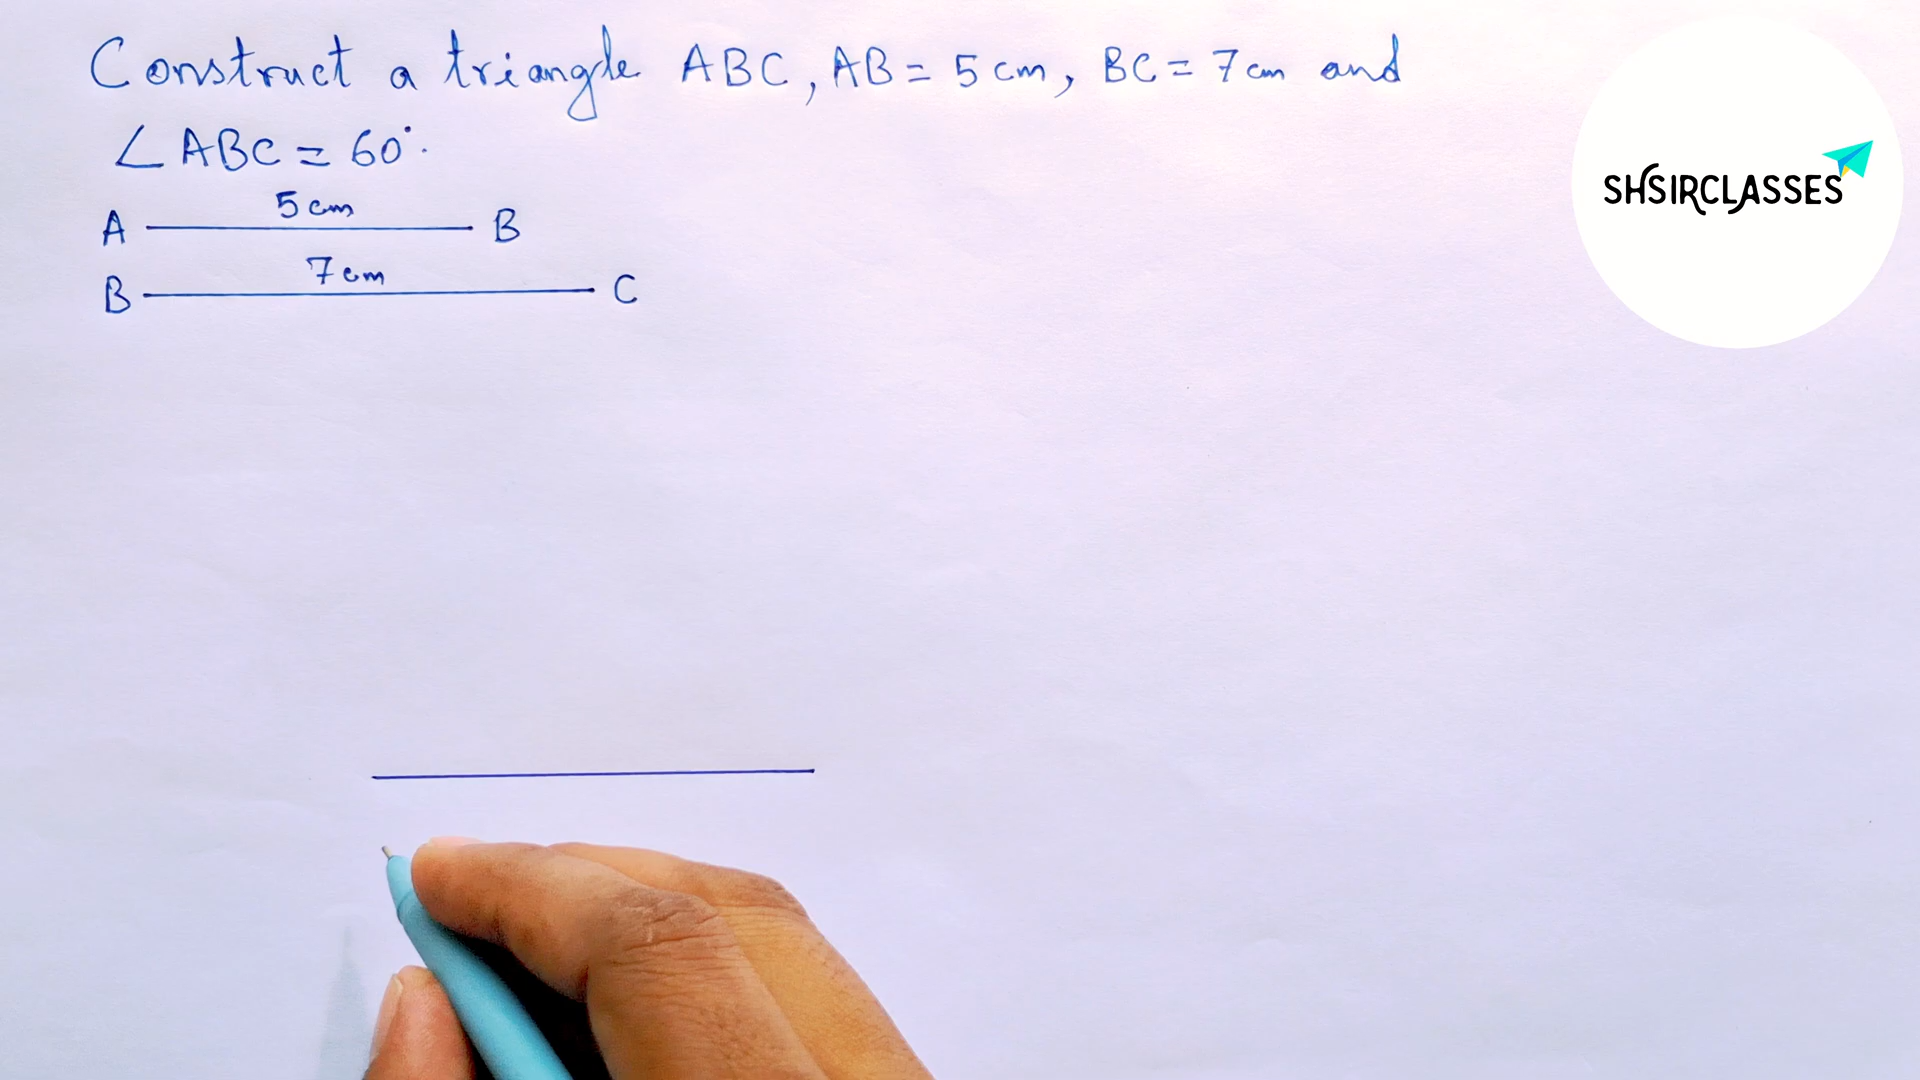 Construct a triangle ABC, AB = 5 cm, BC = 7 cm and
∠ABC = 60°.
5 cm
A B
7 cm
B C
SHSIRCLASSES